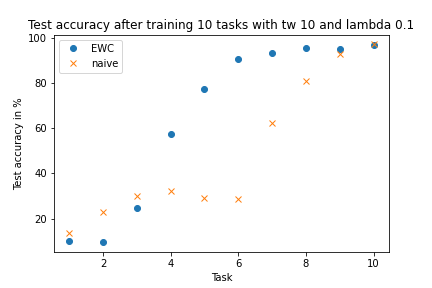 Test accuracy after training 10 tasks with tw 10 and lambda 0.1
EWC
naive
Test accuracy in %
100
80
60
40
20
2
4
6
8
10
Task